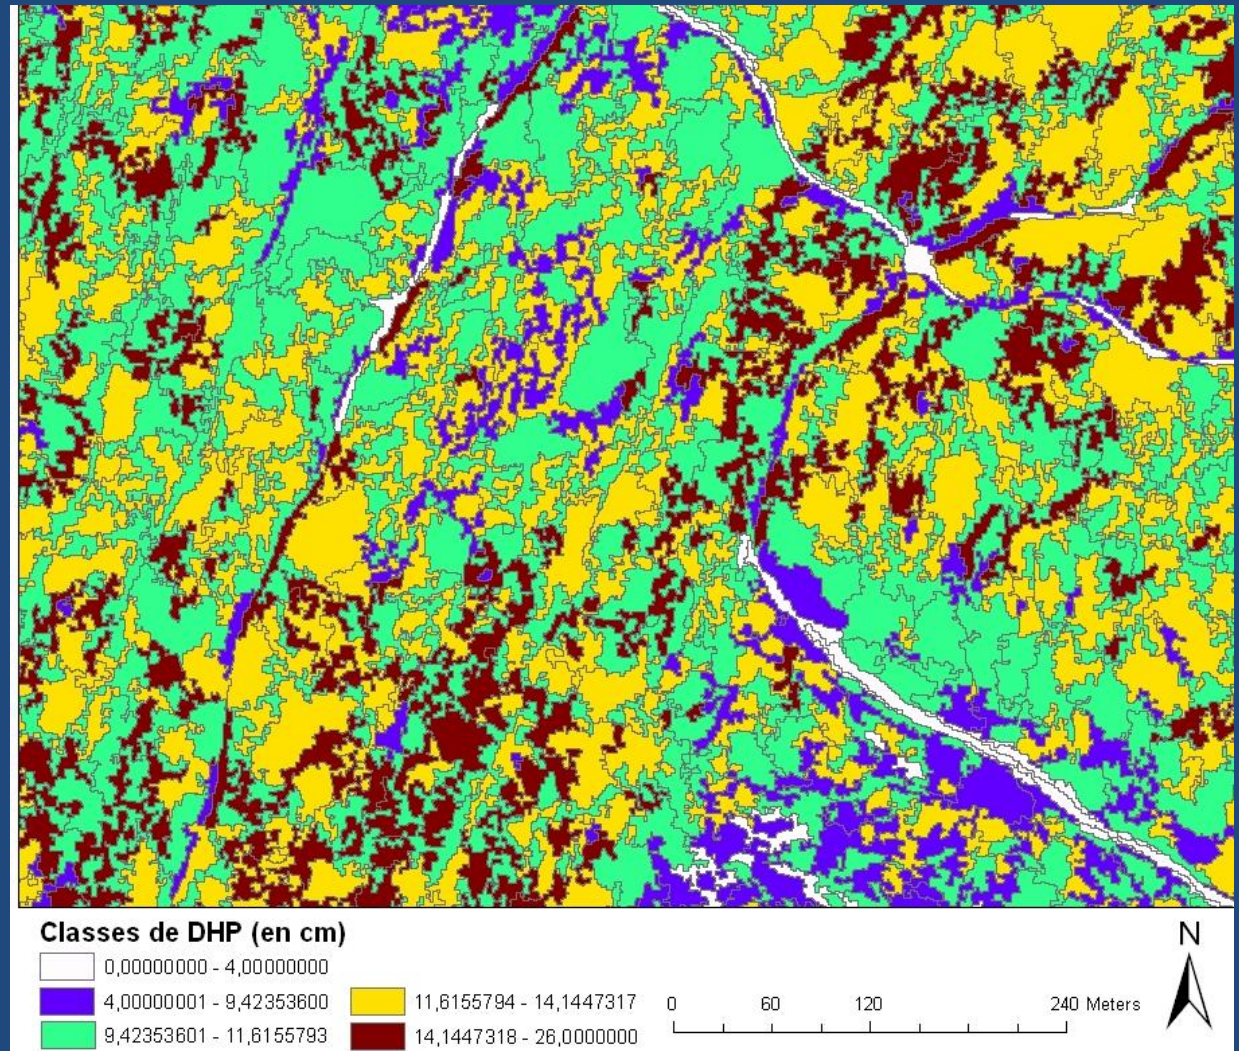 Classes de DHP (en cm)
N
0,00000000 - 4,00000000
4,00000001 - 9,42353600
11,6155794 - 14,1447317
0 60 120 240 Meters
9,42353601 - 11,6155793
14,1447318 - 26,0000000